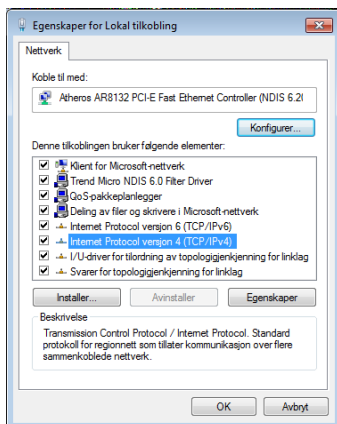 Egenskaper for Lokal tilkobling
Nettverk
Koble til med:
Atheros AR8132 PCI-E Fast Ethernet Controller (NDIS 6.2(
Konfigurer...
Denne tilkoblingen bruker følgende elementer:
Klient for Microsoft-nettverk
Trend Micro NDIS 6.0 Filter Driver
QoS-pakkeplanlegger
Deling av filer og skrivere i Microsoft-nettverk
Internet Protocol versjon 6 (TCP/IPv6)
Internet Protocol versjon 4 (TCP/IPv4)
I/U-driver for tilordning av topologigjenkjenning for linklag
Svarer for topologigjenkjenning for linklag
Installer... Avinstaller Egenskaper
Beskrivelse
Transmission Control Protocol / Internet Protocol. Standard
protokoll for regionnett som tillater kommunikasjon over flere
sammenkoblede nettverk.
OK Avbryt